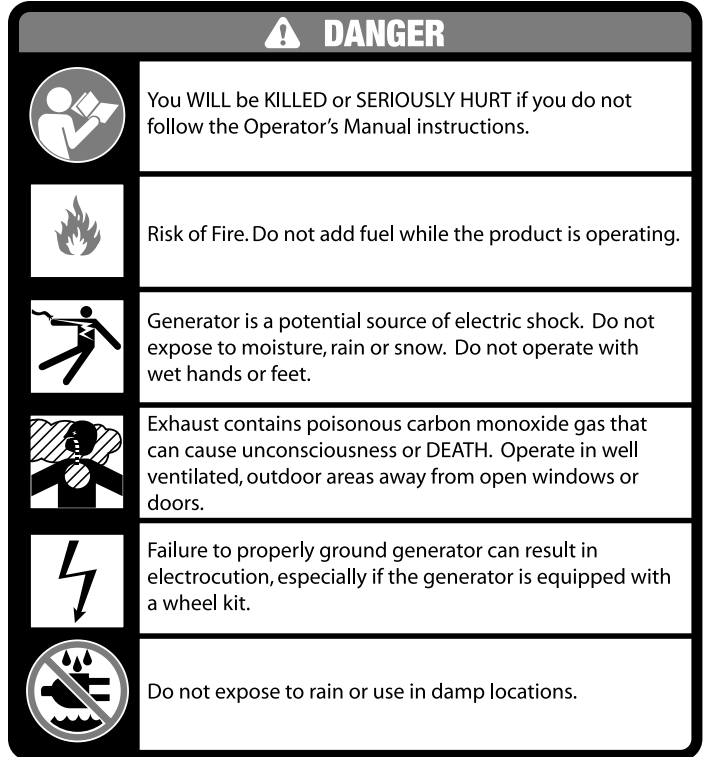 DANGER
You WILL be KILLED or SERIOUSLY HURT if you do not
follow the Operator's Manual instructions.
Risk of Fire. Do not add fuel while the product is operating.
Generator is a potential source of electric shock. Do not
expose to moisture, rain or snow. Do not operate with
wet hands or feet.
Exhaust contains poisonous carbon monoxide gas that
can cause unconsciousness or DEATH. Operate in well
ventilated, outdoor areas away from open windows or
doors.
Failure to properly ground generator can result in
electrocution, especially if the generator is equipped with
a wheel kit.
Do not expose to rain or use in damp locations.